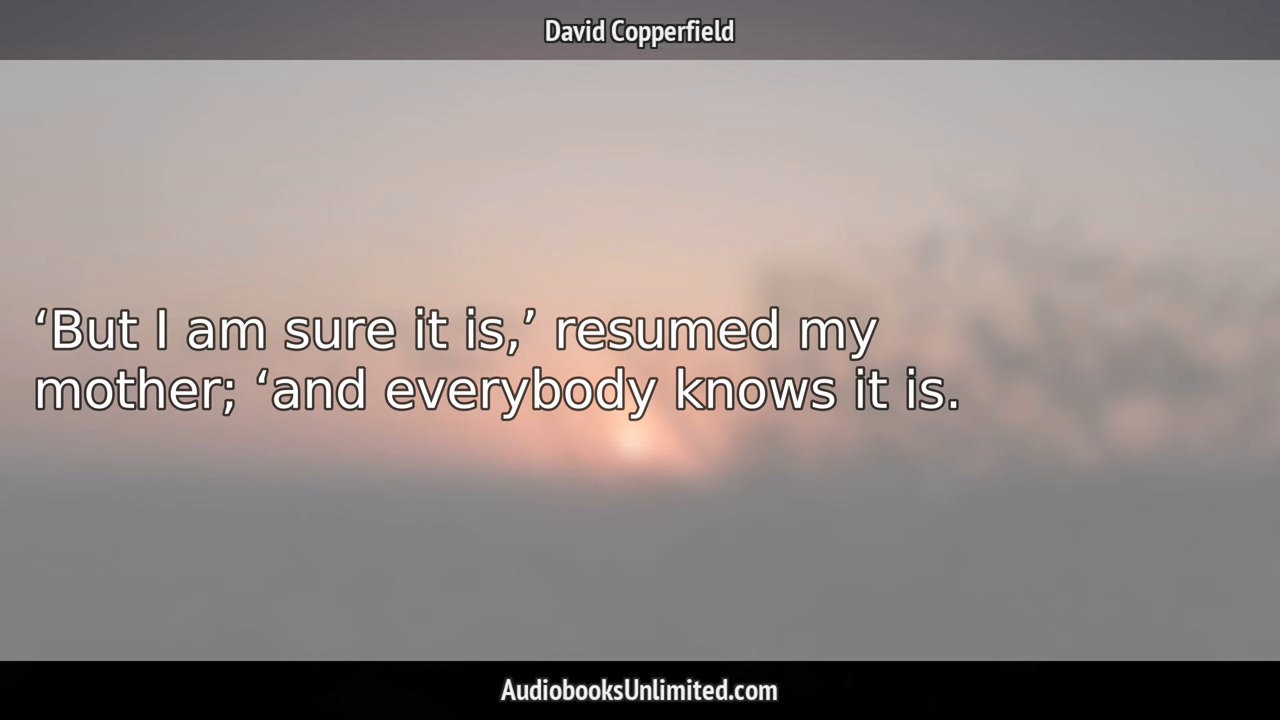 David Copperfield
‘But I am sure it is,’ resumed my
mother; ‘and everybody knows it is.
AudiobooksUnlimited.com